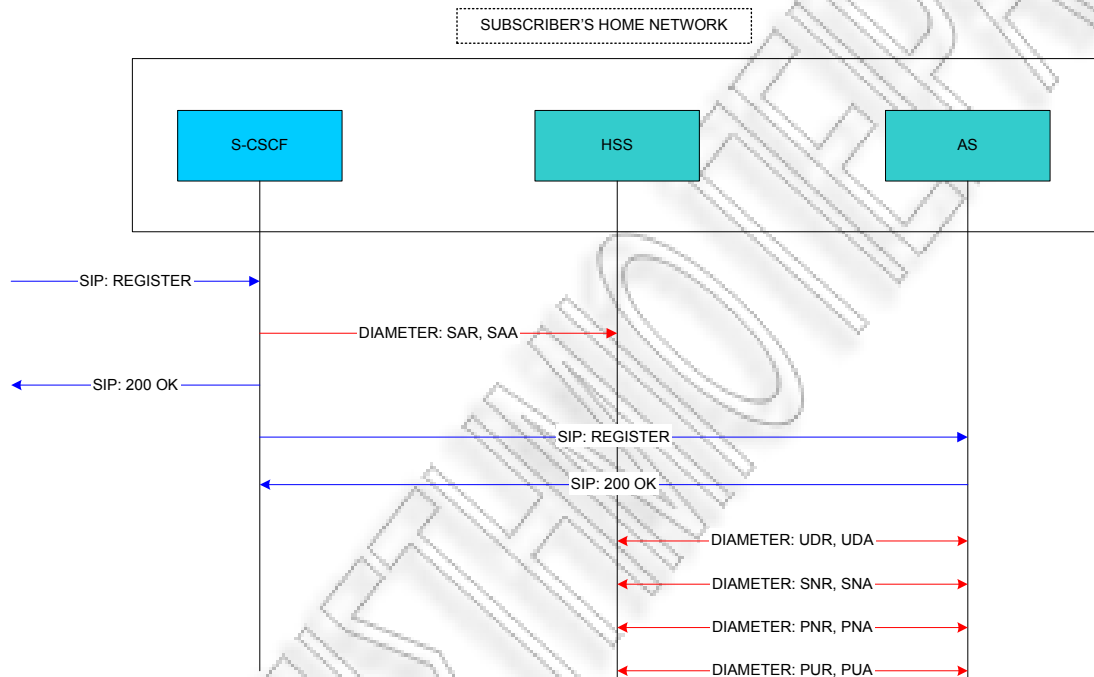 SUBSCRIBER'S HOME NETWORK
S-CSCF
HSS
AS
SIP: REGISTER
DIAMETER: SAR, SAA
SIP: 200 OK
SIP: REGISTER
SIP: 200 OK
DIAMETER: UDR, UDA
DIAMETER: SNR, SNA
DIAMETER: PNR, PNA
DIAMETER: PUR, PUA